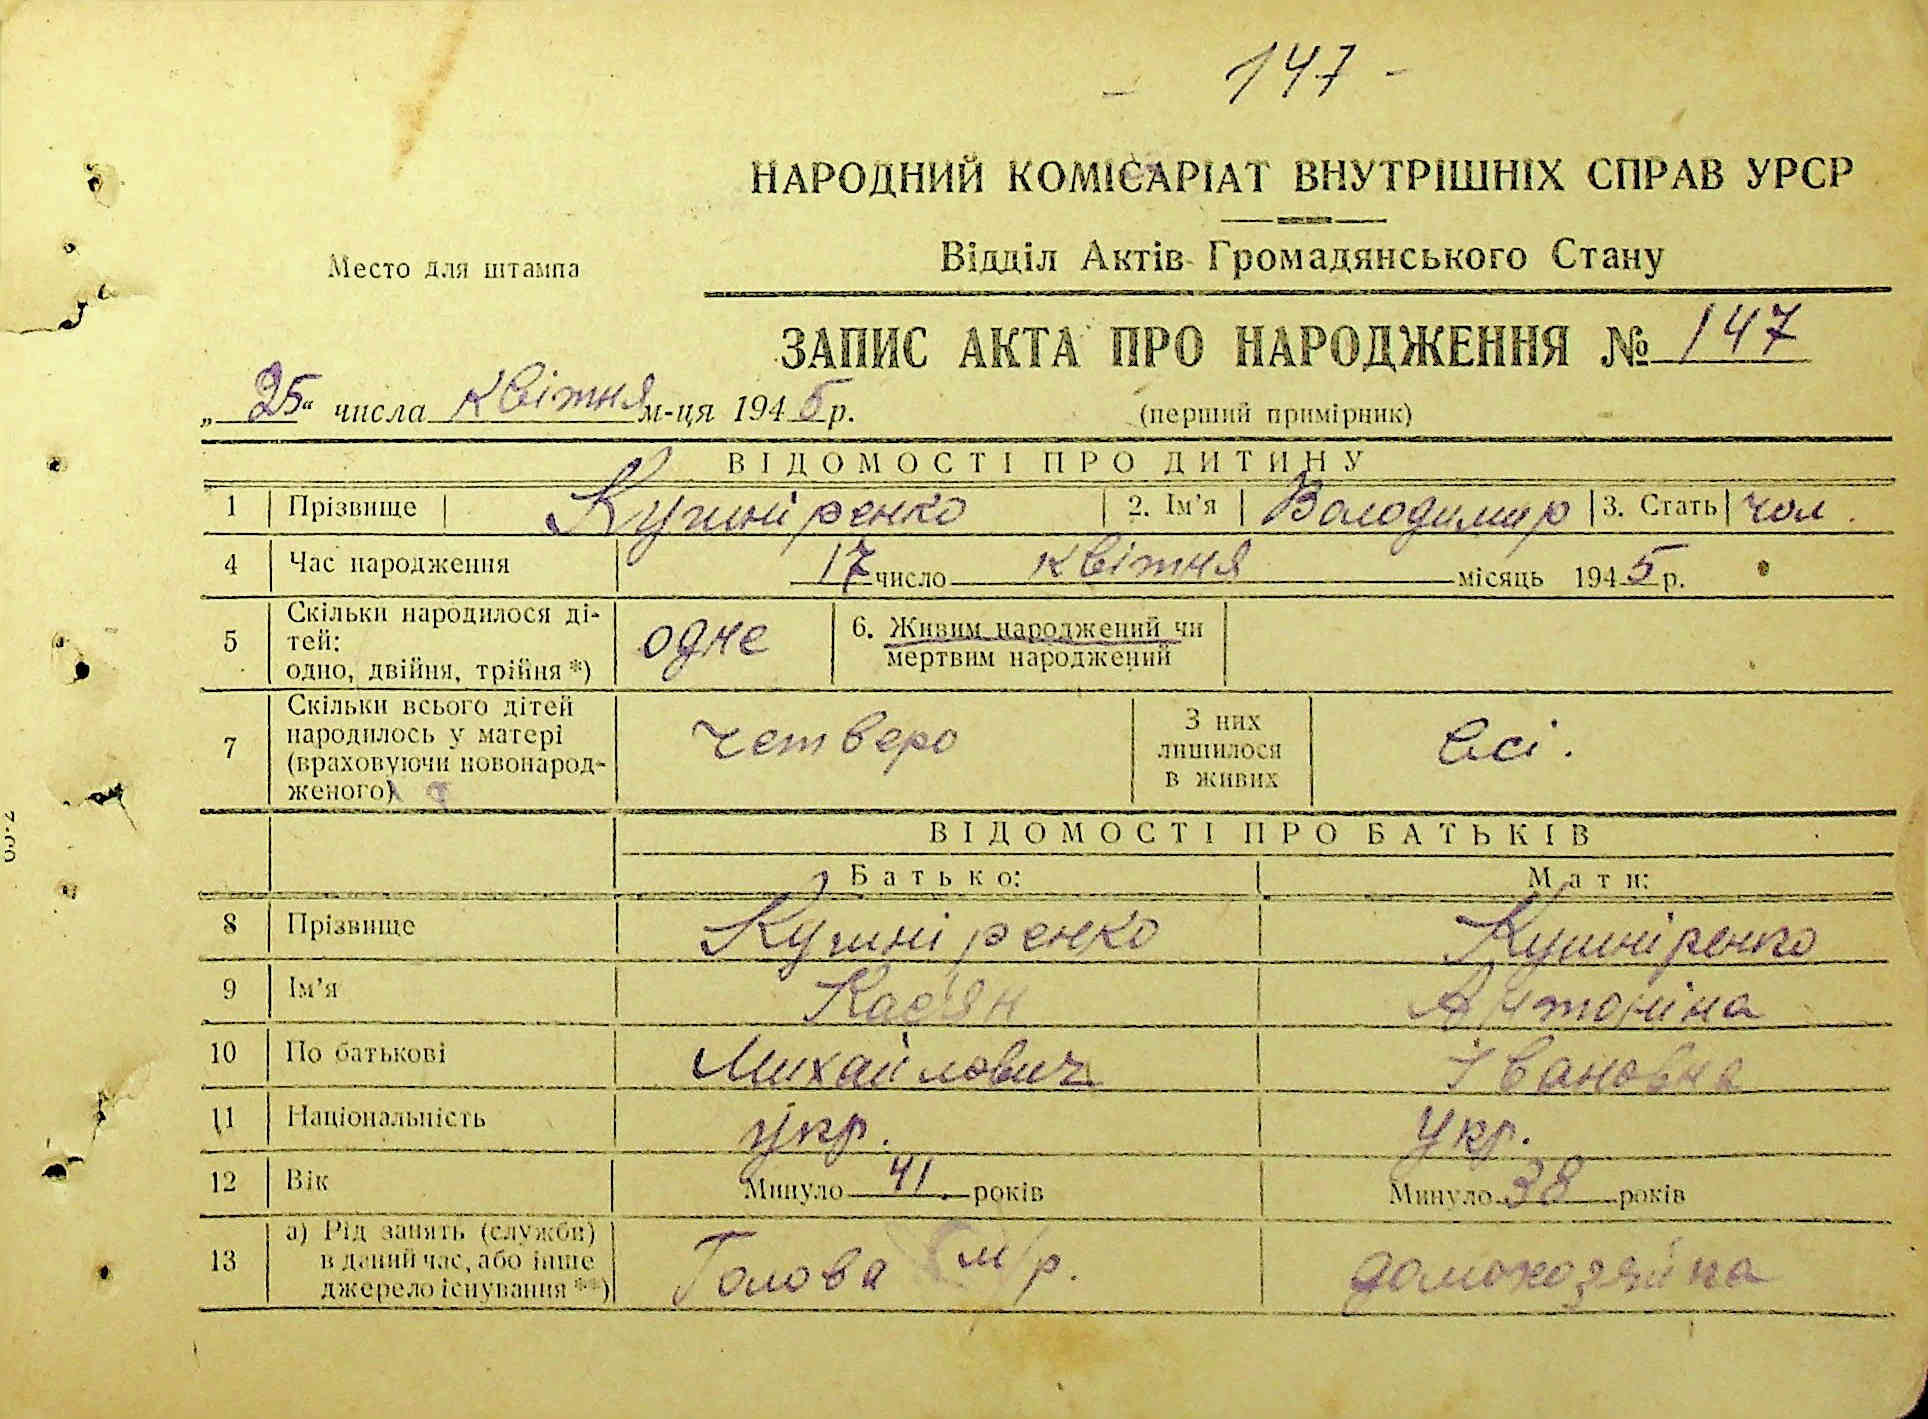 - 147 -
НАРОДНИЙ КОМІСАРІАТ ВНУТРІШНІХ СПРАВ УРСР
Место для штампа
Відділ Актів Громадянського Стану
ЗАПИС АКТА ПРО НАРОДЖЕННЯ № 147
„25“ числа квітня м-ця 1945 р. (перший примірник)
ВІДОМОСТІ ПРО ДИТИНУ
1 Прізвище Кушніренко 2. Ім'я Володимир 3. Стать чол.
4 Час народження 17 число квітня місяць 1945 р.
5 Скільки народилося ді-
тей:
одно, двійня, трійня *) одне 6. Живим народжений чи
мертвим народжений
7 Скільки всього дітей
народилось у матері
(враховуючи новонарод-
женого) четверо З них
лишилося
в живих Всі.
ВІДОМОСТІ ПРО БАТЬКІВ
Батько: Мати:
8 Прізвище Кушніренко Кушніренко
9 Ім'я Касян Антоніна
10 По батькові Михайлович Івановна
11 Національність укр. укр.
12 Вік Минуло 41 років Минуло 38 років
13 а) Рід занять (служби)
в даний час, або інше
джерело існування **) Голова м/р. домохозяйка